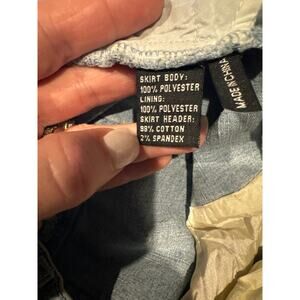 SKIRT BODY:
100% POLYESTER
LINING:
100% POLYESTER
SKIRT HEADER:
98% COTTON
2% SPANDEX
MADE IN CHINA